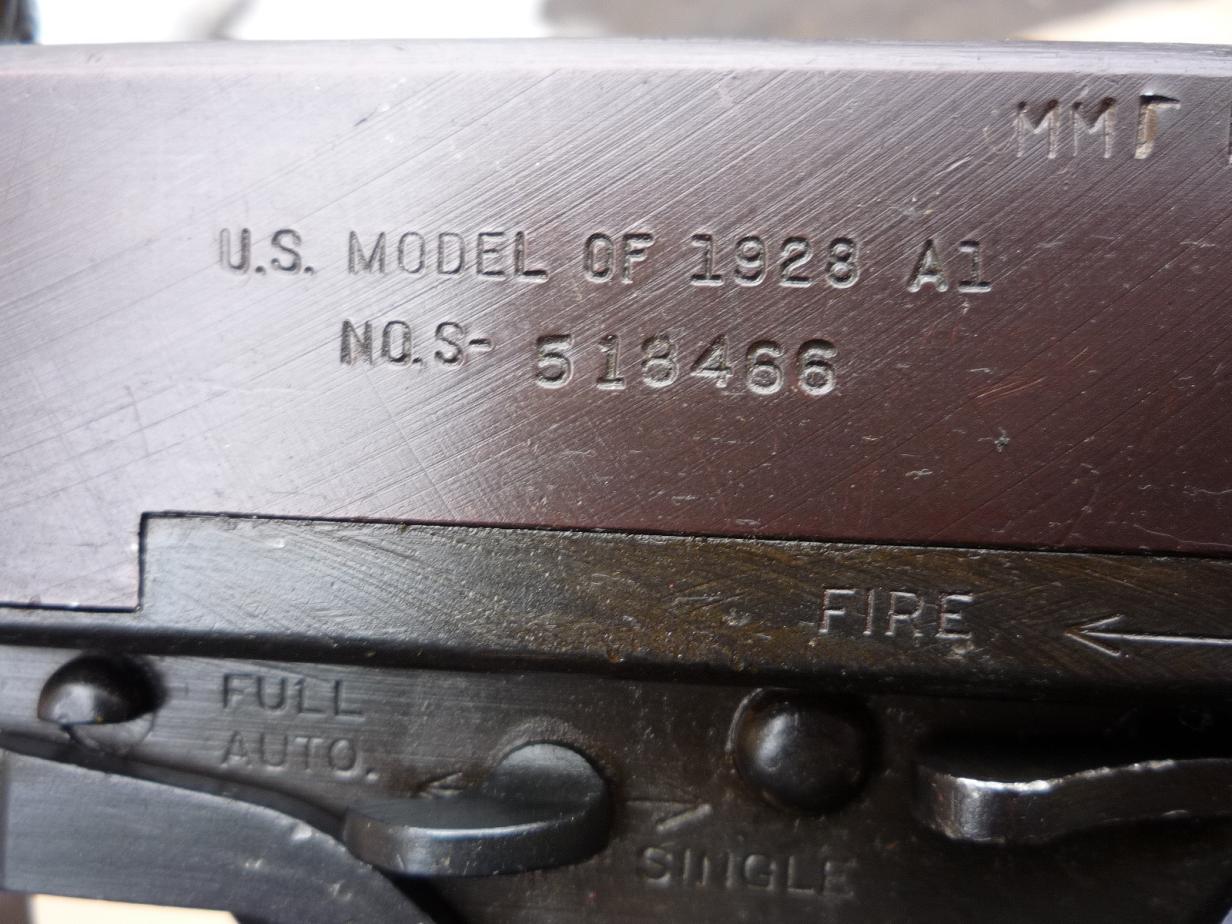 U.S. MODEL OF 1928 A1
NO.S- 518466
FIRE
FULL
AUTO.
SINGLE